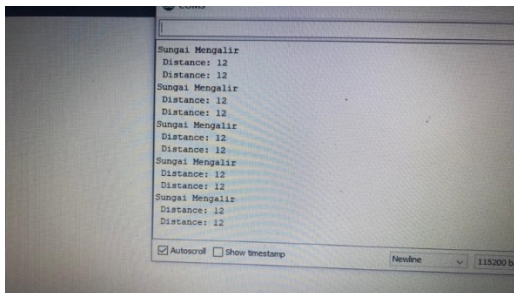 COM5
Sungai Mengalir
Distance: 12
Distance: 12
Sungai Mengalir
Distance: 12
Distance: 12
Sungai Mengalir
Distance: 12
Distance: 12
Sungai Mengalir
Distance: 12
Distance: 12
Sungai Mengalir
Distance: 12
Distance: 12
Autoscroll Show timestamp
Newline
115200 b